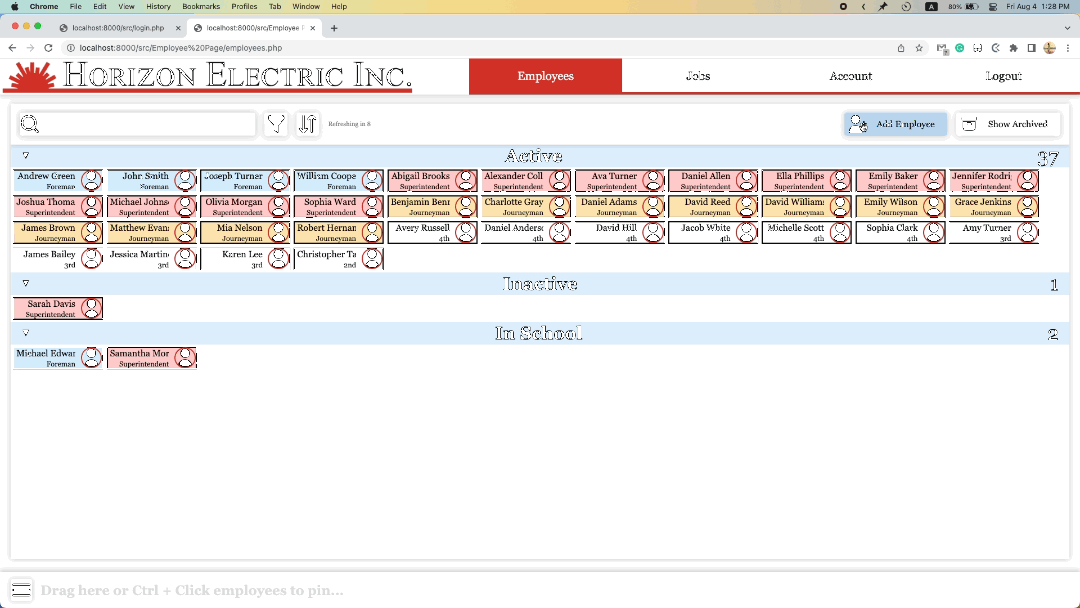 Chrome File Edit View History Bookmarks Profiles Tab Window Help A 80% Fri Aug 4 1:28 PM
localhost:8000/src/login.php × localhost:8000/src/Employee × +
localhost:8000/src/Employee%20Page/employees.php
HORIZON ELECTRIC INC. Employees Jobs Account Logout
Refreshing in 8 Add Employee Show Archived
Active 37
Andrew Green John Smith Joseph Turner William Coope Abigail Brooks Alexander Coll Ava Turner Daniel Allen Ella Phillips Emily Baker Jennifer Rodri
Foreman Foreman Foreman Foreman Superintendent Superintendent Superintendent Superintendent Superintendent Superintendent Superintendent
Joshua Thoma Michael Johns Olivia Morgan Sophia Ward Benjamin Benn Charlotte Gray Daniel Adams David Reed David William Emily Wilson Grace Jenkins
Superintendent Superintendent Superintendent Superintendent Journeyman Journeyman Journeyman Journeyman Journeyman Journeyman Journeyman
James Brown Matthew Evan Mia Nelson Robert Hernan Avery Russell Daniel Anders David Hill Jacob White Michelle Scott Sophia Clark Amy Turner
Journeyman Journeyman Journeyman Journeyman 4th 4th 4th 4th 4th 4th 3rd
James Bailey Jessica Martin Karen Lee Christopher Ta
3rd 3rd 3rd 2nd
Inactive 1
Sarah Davis
Superintendent
In School 2
Michael Edwar Samantha Mor
Foreman Superintendent
Drag here or Ctrl + Click employees to pin...